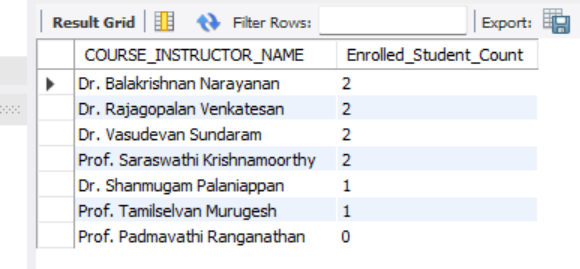 Result Grid Filter Rows: Export:
COURSE_INSTRUCTOR_NAME Enrolled_Student_Count
Dr. Balakrishnan Narayanan 2
Dr. Rajagopalan Venkatesan 2
Dr. Vasudevan Sundaram 2
Prof. Saraswathi Krishnamoorthy 2
Dr. Shanmugam Palaniappan 1
Prof. Tamilselvan Murugesh 1
Prof. Padmavathi Ranganathan 0